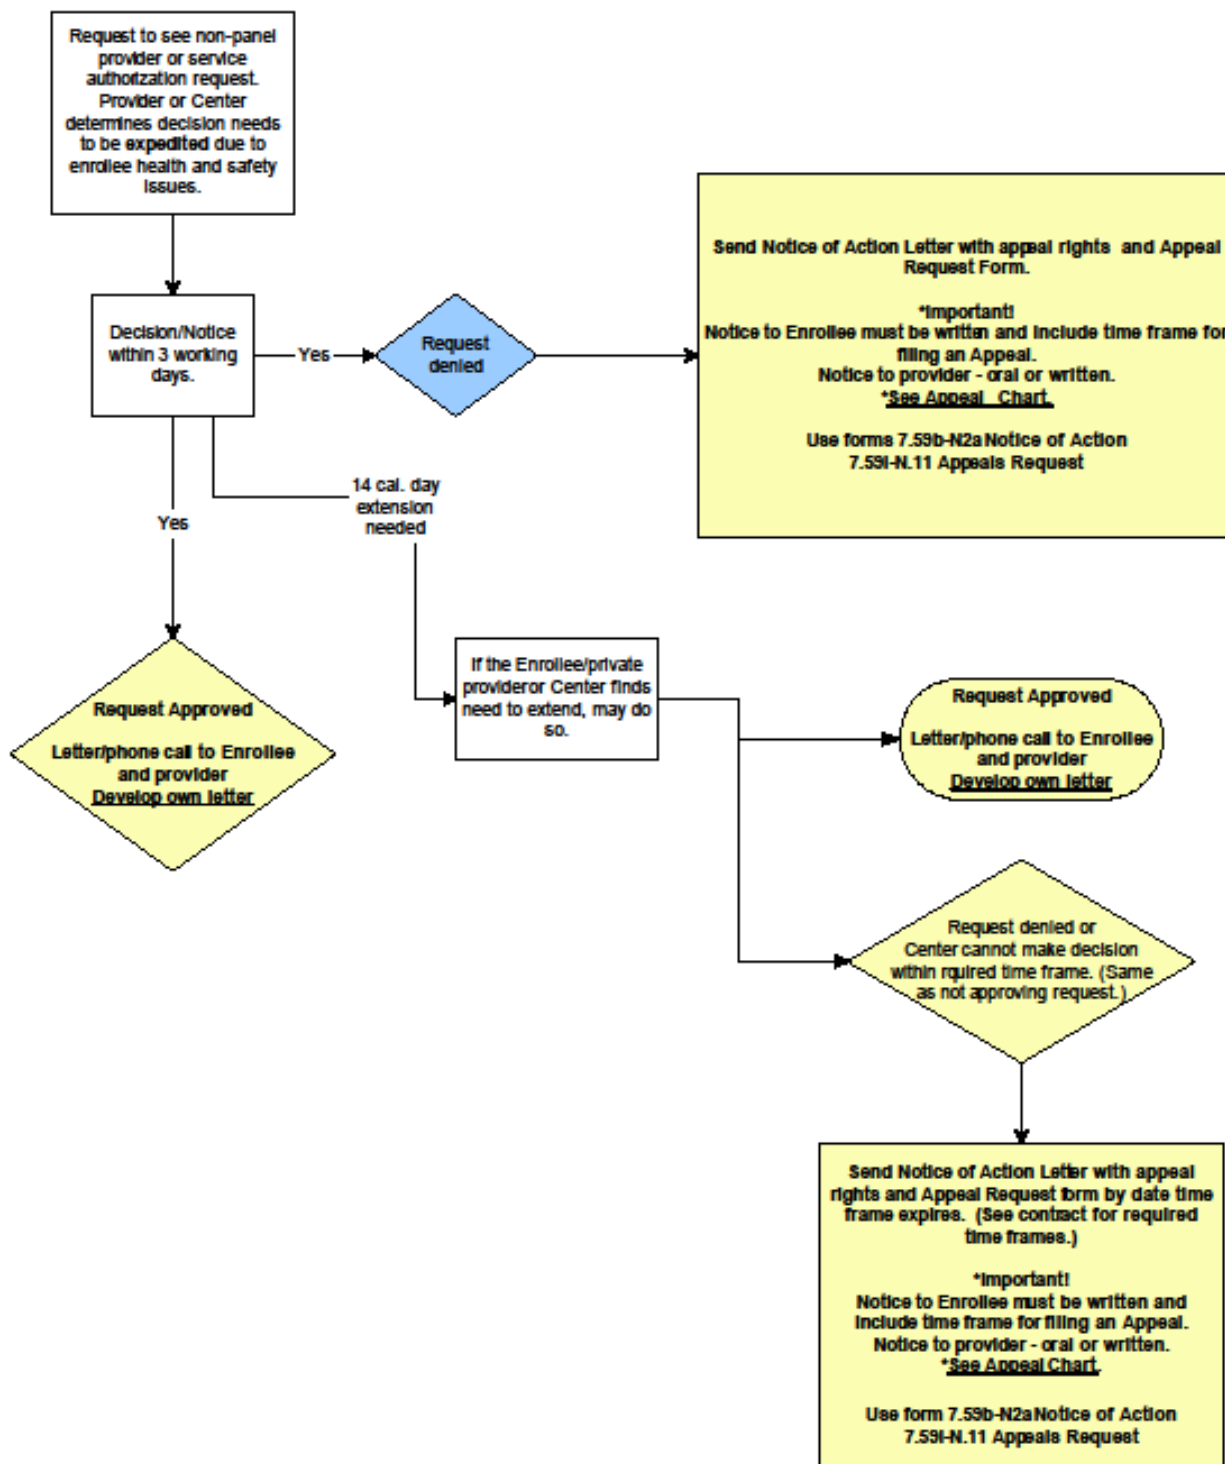 Request to see non-panel
provider or service
authorization request.
Provider or Center
determines decision needs
to be expedited due to
enrollee health and safety
issues.
Decision/Notice
within 3 working
days.
Yes
Request
denied
Send Notice of Action Letter with appeal rights and Appeal
Request Form.
*Important!
Notice to Enrollee must be written and include time frame for
filing an Appeal.
Notice to provider - oral or written.
*See Appeal Chart.
Use forms 7.59b-N2a Notice of Action
7.59i-N.11 Appeals Request
14 cal. day
extension
needed
Yes
Request Approved
Letter/phone call to Enrollee
and provider
Develop own letter
If the Enrollee/private
provideror Center finds
need to extend, may do
so.
Request Approved
Letter/phone call to Enrollee
and provider
Develop own letter
Request denied or
Center cannot make decision
within rquired time frame. (Same
as not approving request.)
Send Notice of Action Letter with appeal
rights and Appeal Request form by date time
frame expires. (See contract for required
time frames.)
*Important!
Notice to Enrollee must be written and
include time frame for filing an Appeal.
Notice to provider - oral or written.
*See Appeal Chart.
Use form 7.59b-N2a Notice of Action
7.59i-N.11 Appeals Request